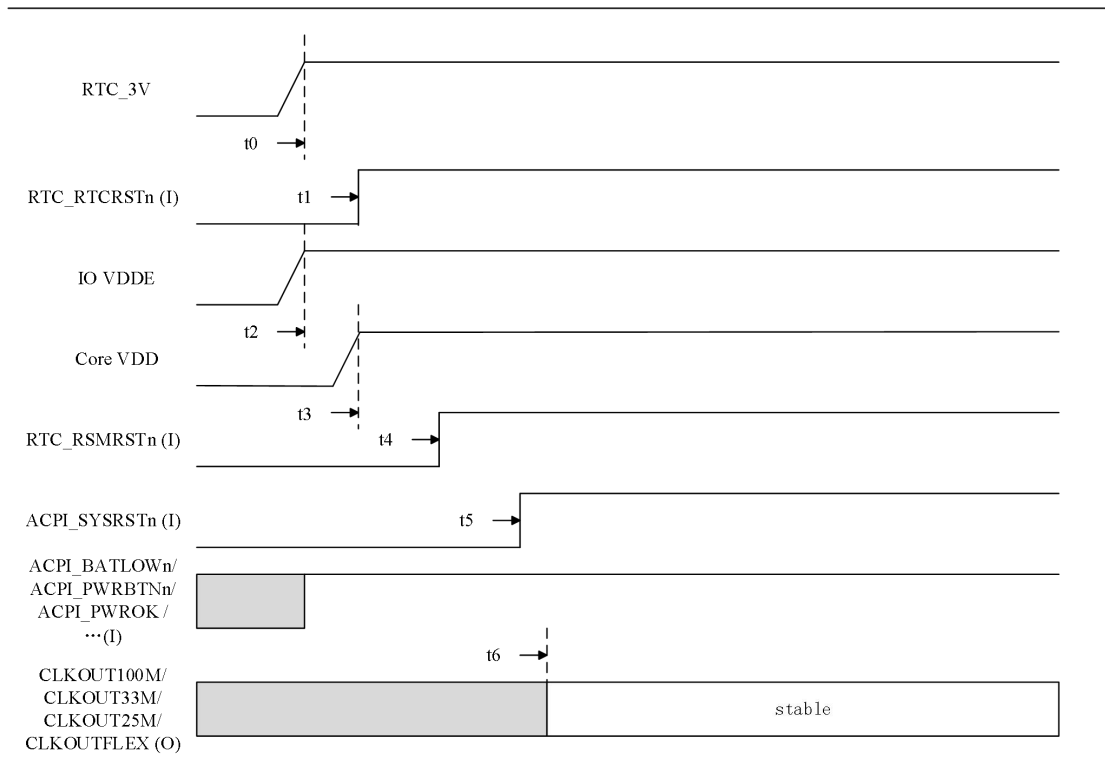 RTC_3V
t0
RTC_RTCRSTn (I)
t1
IO VDDE
t2
Core VDD
t3
RTC_RSMRSTn (I)
t4
ACPI_SYSRSTn (I)
t5
ACPI_BATLOWn/
ACPI_PWRBTNn/
ACPI_PWROK /
···(I)
t6
CLKOUT100M/
CLKOUT33M/
CLKOUT25M/
CLKOUTFLEX (O)
stable